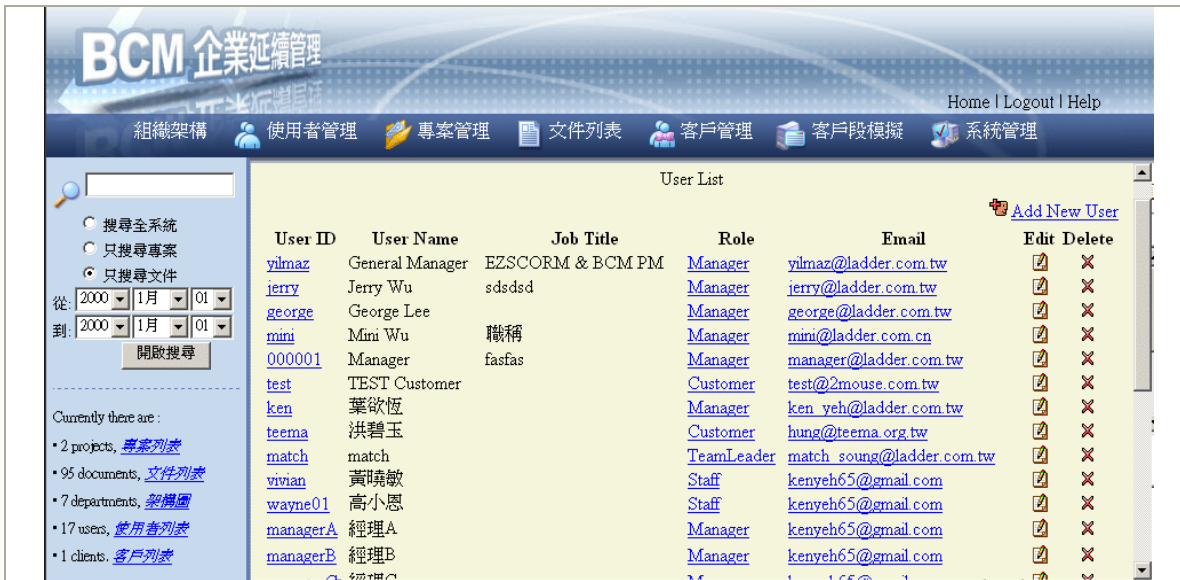 BCM 企業延續管理
Home | Logout | Help
組織架構 使用者管理 專案管理 文件列表 客戶管理 客戶段模擬 系統管理
搜尋全系統
只搜尋專案
只搜尋文件
從: 2000 1月 01
到: 2000 1月 01
開啟搜尋
Currently there are :
• 2 projects, 專案列表
• 95 documents, 文件列表
• 7 departments, 架構圖
• 17 users, 使用者列表
• 1 clients. 客戶列表
User List
Add New User
User ID User Name Job Title Role Email Edit Delete
yilmaz General Manager EZSCORM & BCM PM Manager yilmaz@ladder.com.tw
jerry Jerry Wu sdsdsd Manager jerry@ladder.com.tw
george George Lee Manager george@ladder.com.tw
mini Mini Wu 職稱 Manager mini@ladder.com.cn
000001 Manager fasfas Manager manager@ladder.com.tw
test TEST Customer Customer test@2mouse.com.tw
ken 葉欲恆 Manager ken_yeh@ladder.com.tw
teema 洪碧玉 Customer hung@teema.org.tw
match match TeamLeader match_soung@ladder.com.tw
vivian 黃曉敏 Staff kenyeh65@gmail.com
wayne01 高小恩 Staff kenyeh65@gmail.com
managerA 經理A Manager kenyeh65@gmail.com
managerB 經理B Manager kenyeh65@gmail.com